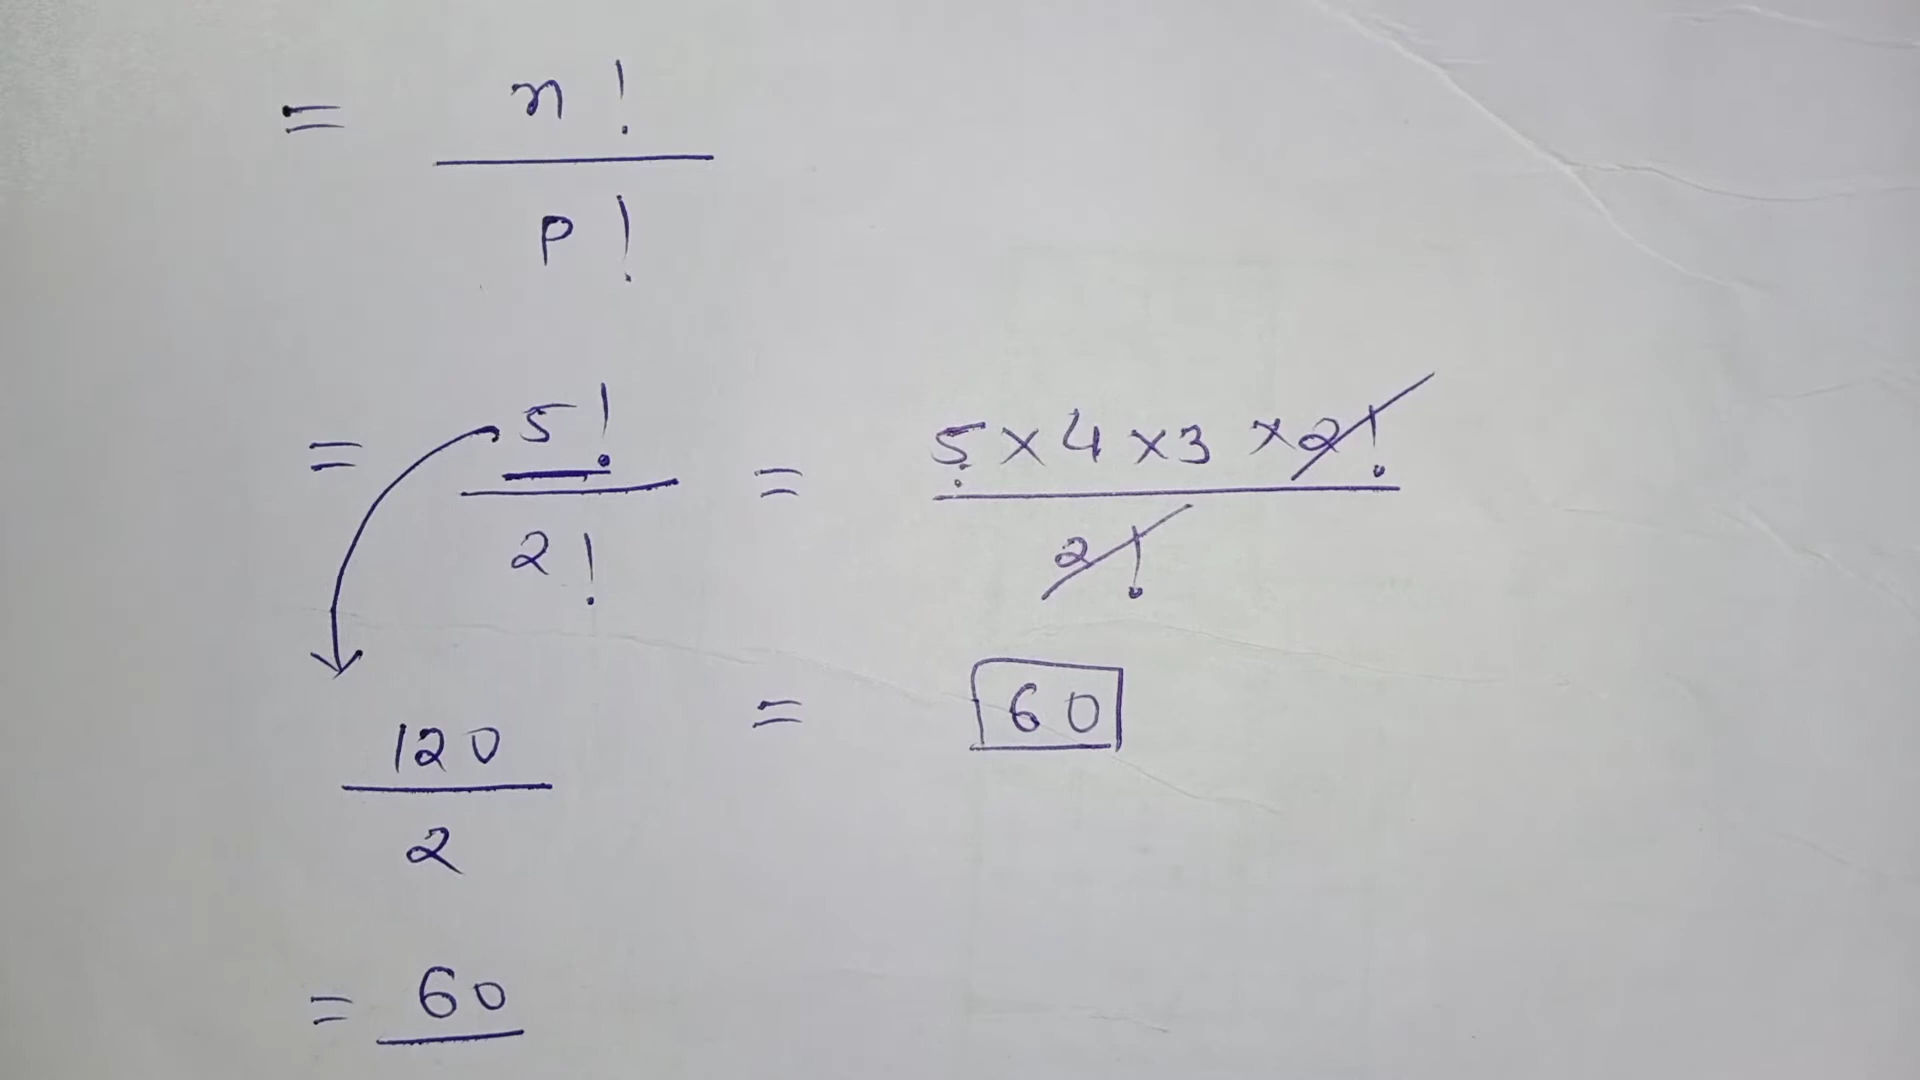 = n!
p!
= 5! = 5 x 4 x 3 x 2!
2! 2!
120 = 60
2
= 60